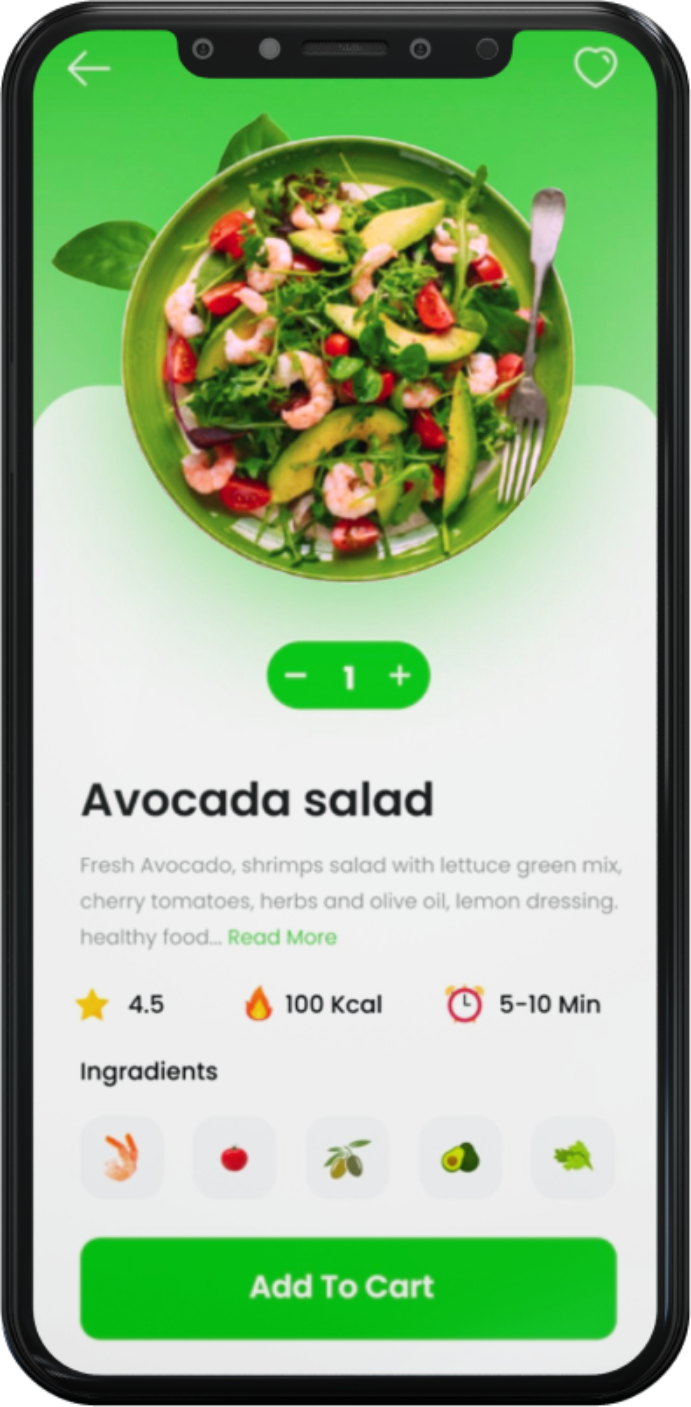 1
Avocada salad
Fresh Avocado, shrimps salad with lettuce green mix,
cherry tomatoes, herbs and olive oil, lemon dressing.
healthy food... Read More
4.5
100 Kcal
5-10 Min
Ingradients
Add To Cart